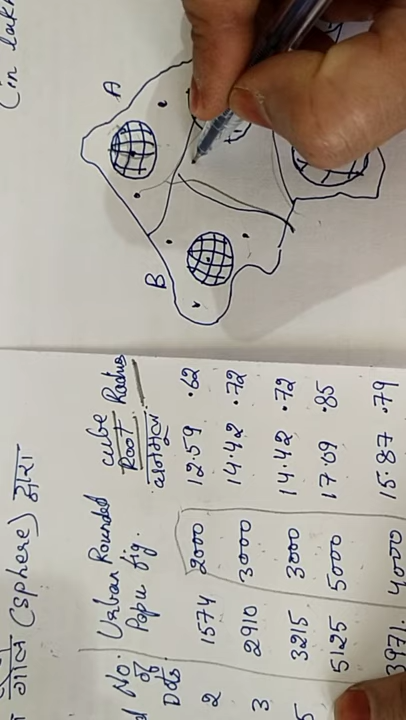 (in lakh
A
B
गोल (sphere) द्वारा
No. of Dots | Urban Popu | Rounded fig. | cube Root घनमूल | Radius
2 | 1574 | 2000 | 12.59 | .62
3 | 2910 | 3000 | 14.42 | .72
5 | 3215 | 3000 | 14.42 | .72
5125 | 5000 | 17.09 | .85
3971. | 4000 | 15.87 | .79